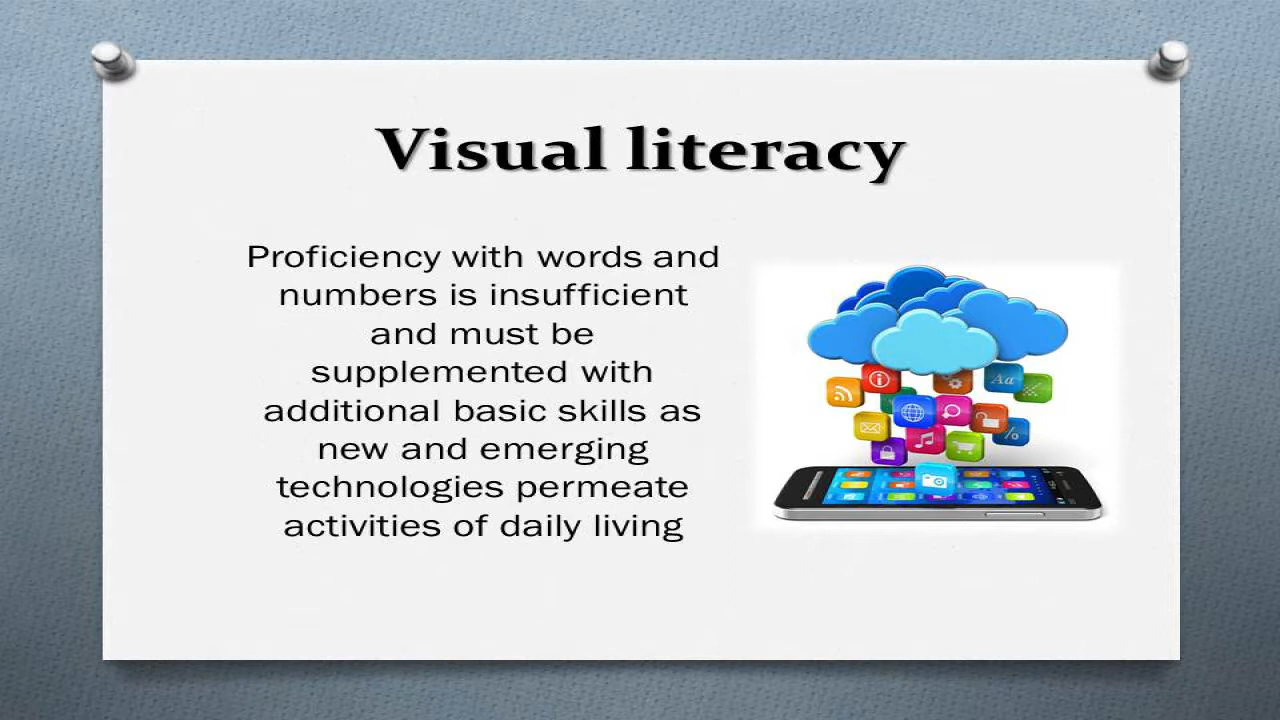 Visual literacy
Proficiency with words and
numbers is insufficient
and must be
supplemented with
additional basic skills as
new and emerging
technologies permeate
activities of daily living
Aa
%